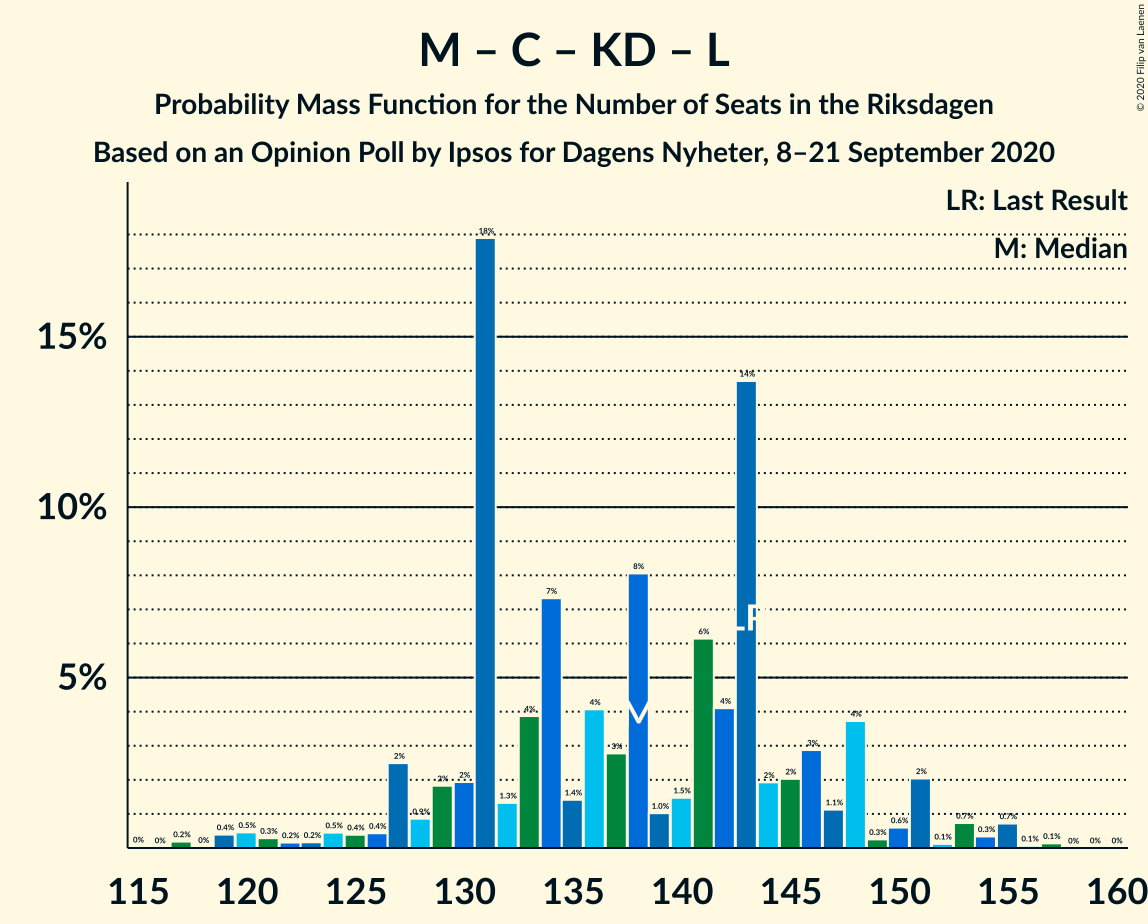 © 2020 Filip van Laenen
M – C – KD – L
Probability Mass Function for the Number of Seats in the Riksdagen
Based on an Opinion Poll by Ipsos for Dagens Nyheter, 8–21 September 2020
LR: Last Result
M: Median
15%
10%
5%
0% 0% 0.2% 0% 0.4% 0.5% 0.3% 0.2% 0.2% 0.5% 0.4% 0.4% 2% 0.9% 2% 2% 18% 1.3% 4% 7% 1.4% 4% 3% 8% 1.0% 1.5% 6% 4% 14% 2% 2% 3% 1.1% 4% 0.3% 0.6% 2% 0.1% 0.7% 0.3% 0.7% 0.1% 0.1% 0% 0% 0%
M
LR
115 120 125 130 135 140 145 150 155 160